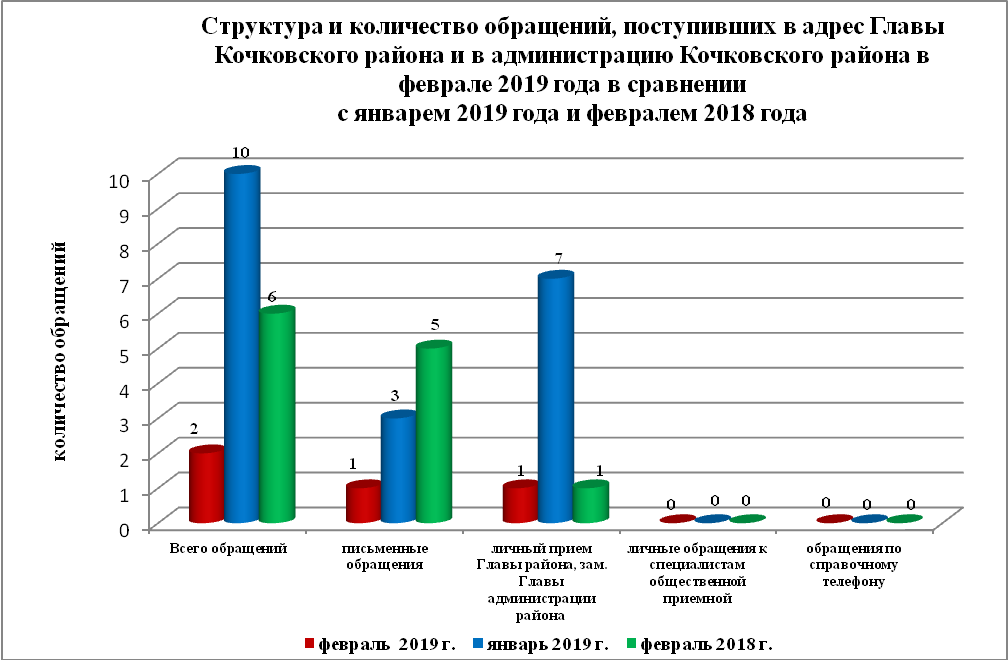 Структура и количество обращений, поступивших в адрес Главы
Кочковского района и в администрацию Кочковского района в
феврале 2019 года в сравнении
с январем 2019 года и февралем 2018 года
количество обращений
10
9
8
7
6
5
4
3
2
1
0
2
10
6
1
3
5
1
7
1
0
0
0
0
0
0
Всего обращений
письменные
обращения
личный прием
Главы района, зам.
Главы
администрации
района
личные обращения к
специалистам
общественной
приемной
обращения по
справочному
телефону
февраль 2019 г.
январь 2019 г.
февраль 2018 г.